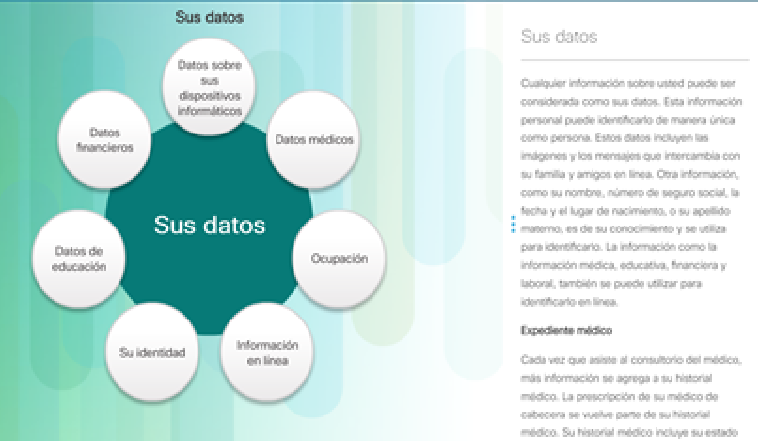 Sus datos
Datos sobre
sus
dispositivos
informáticos
Datos
financieros
Datos médicos
Sus datos
Datos de
educación
Ocupación
Su identidad
Información
en línea
Sus datos
Cualquier información sobre usted puede ser
considerada como sus datos. Esta información
personal puede identificarlo de manera única
como persona. Estos datos incluyen las
imágenes y los mensajes que intercambia con
su familia y amigos en línea. Otra información,
como su nombre, número de seguro social, la
fecha y el lugar de nacimiento, o su apellido
materno, es de su conocimiento y se utiliza
para identificarlo. La información como la
información médica, educativa, financiera y
laboral, también se puede utilizar para
identificarlo en línea.
Expediente médico
Cada vez que asiste al consultorio del médico,
más información se agrega a su historial
médico. La prescripción de su médico de
cabecera se vuelve parte de su historial
médico. Su historial médico incluye su estado